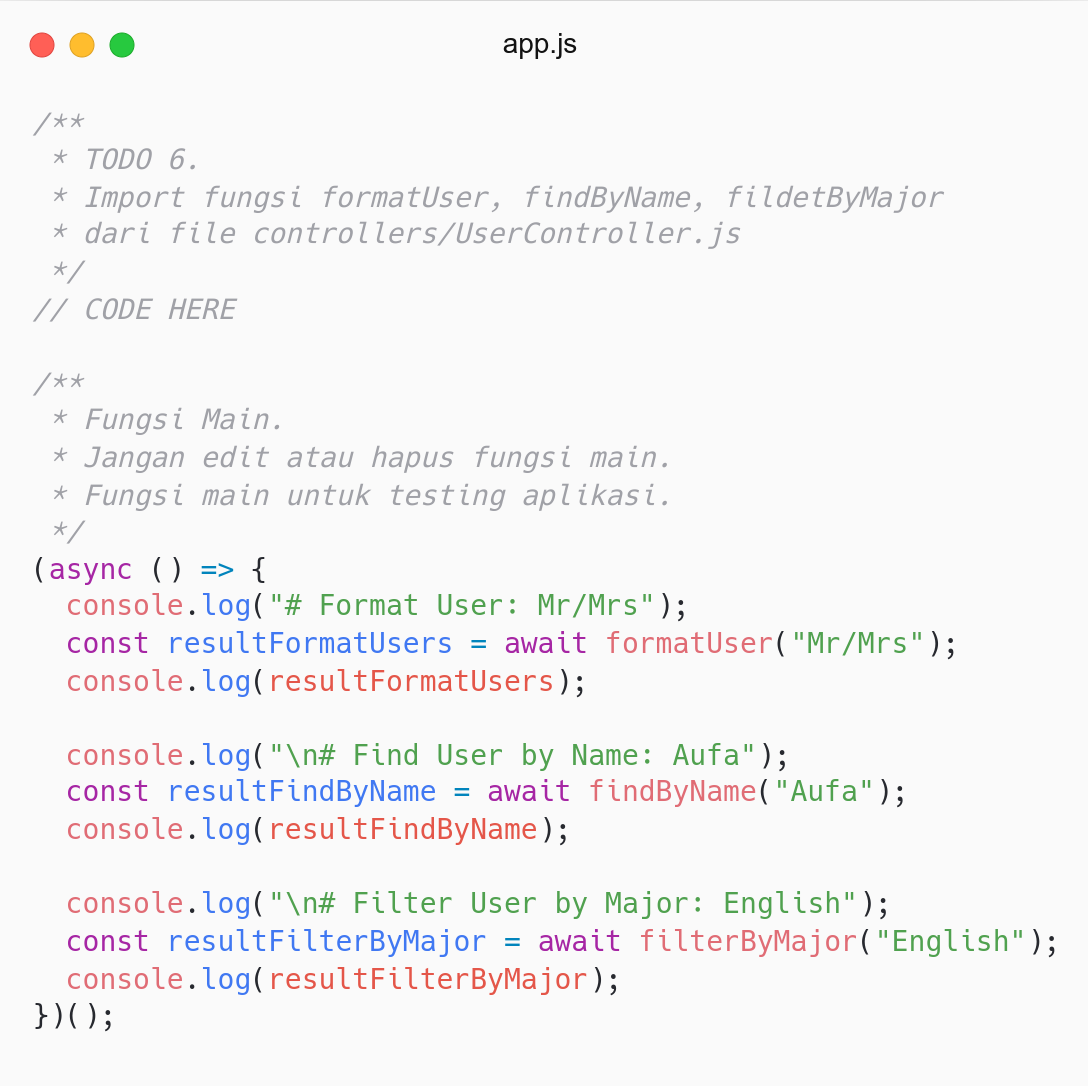 app.js
/**
 * TODO 6.
 * Import fungsi formatUser, findByName, fildetByMajor
 * dari file controllers/UserController.js
 */
// CODE HERE

/**
 * Fungsi Main.
 * Jangan edit atau hapus fungsi main.
 * Fungsi main untuk testing aplikasi.
 */
(async () => {
  console.log("# Format User: Mr/Mrs");
  const resultFormatUsers = await formatUser("Mr/Mrs");
  console.log(resultFormatUsers);

  console.log("\n# Find User by Name: Aufa");
  const resultFindByName = await findByName("Aufa");
  console.log(resultFindByName);

  console.log("\n# Filter User by Major: English");
  const resultFilterByMajor = await filterByMajor("English");
  console.log(resultFilterByMajor);
})();